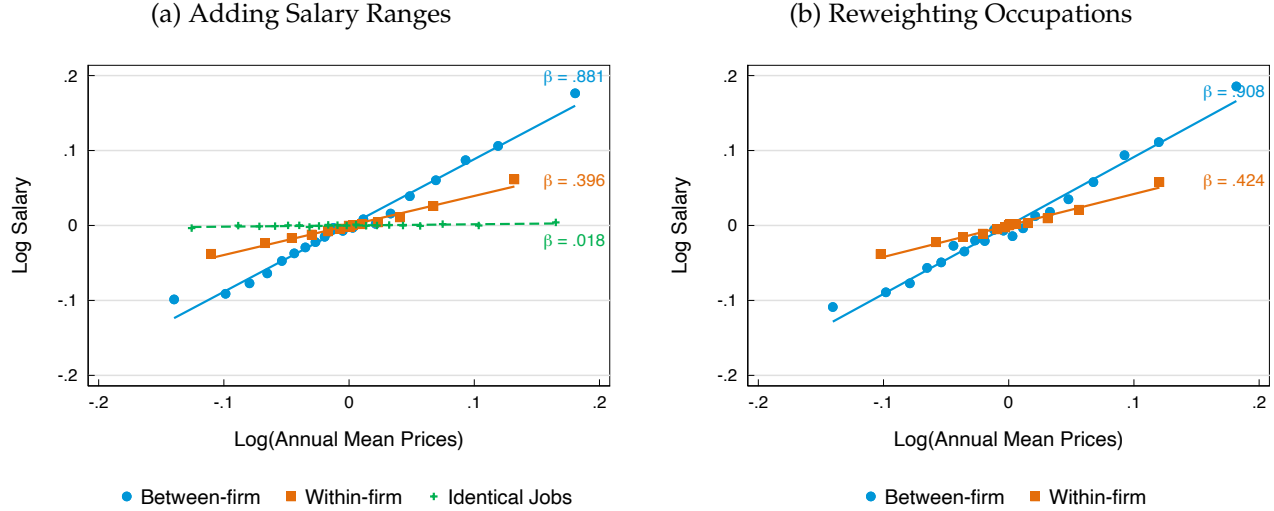 (a) Adding Salary Ranges
β = .881
β = .396
β = .018
.2
.1
0
-.1
-.2
Log Salary
-.2
-.1
0
.1
.2
Log(Annual Mean Prices)
Between-firm
Within-firm
Identical Jobs
(b) Reweighting Occupations
β = .908
β = .424
.2
.1
0
-.1
-.2
Log Salary
-.2
-.1
0
.1
.2
Log(Annual Mean Prices)
Between-firm
Within-firm